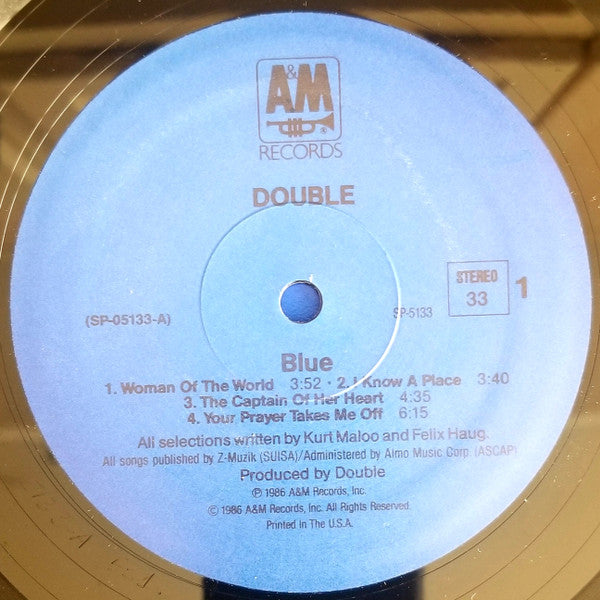 A&M
RECORDS
DOUBLE
STEREO
33
1
(SP-05133-A)
SP-5133
Blue
1. Woman Of The World 3:52 · 2. I Know A Place 3:40
3. The Captain Of Her Heart 4:35
4. Your Prayer Takes Me Off 6:15
All selections written by Kurt Maloo and Felix Haug.
All songs published by Z-Muzik (SUISA)/Administered by Almo Music Corp. (ASCAP)
Produced by Double
℗ 1986 A&M Records, Inc.
© 1986 A&M Records, Inc. All Rights Reserved.
Printed in The U.S.A.